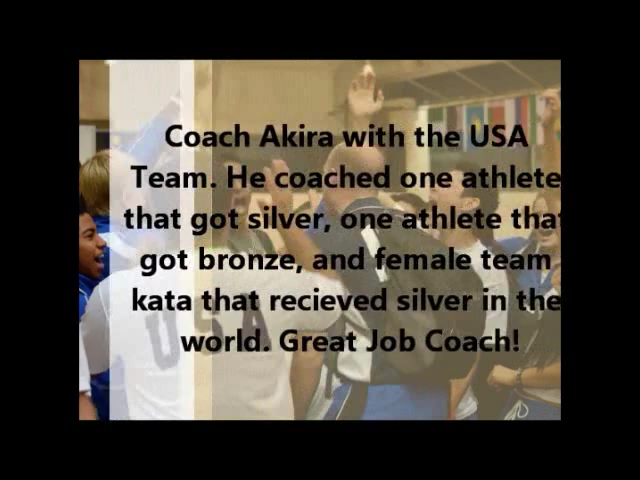 Coach Akira with the USA
Team. He coached one athlete
that got silver, one athlete that
got bronze, and female team
kata that recieved silver in the
world. Great Job Coach!
USA